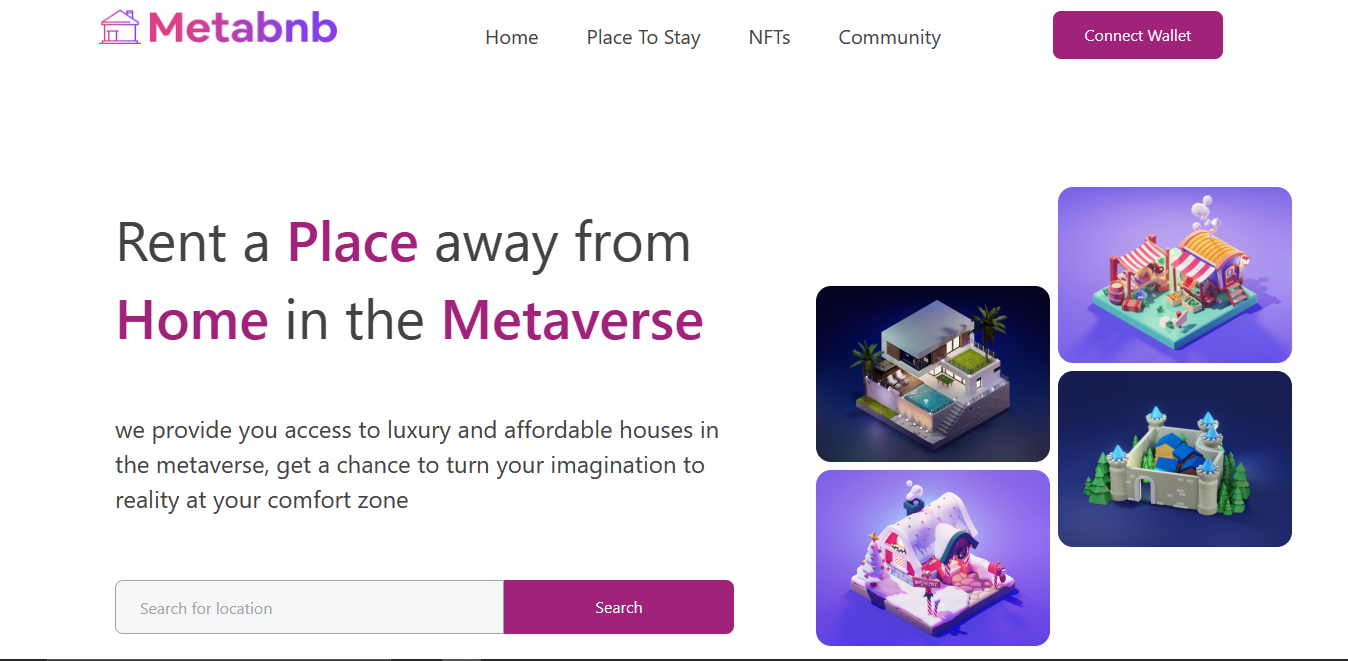 Metabnb
Home
Place To Stay
NFTs
Community
Connect Wallet
Rent a Place away from
Home in the Metaverse
we provide you access to luxury and affordable houses in
the metaverse, get a chance to turn your imagination to
reality at your comfort zone
Search for location
Search